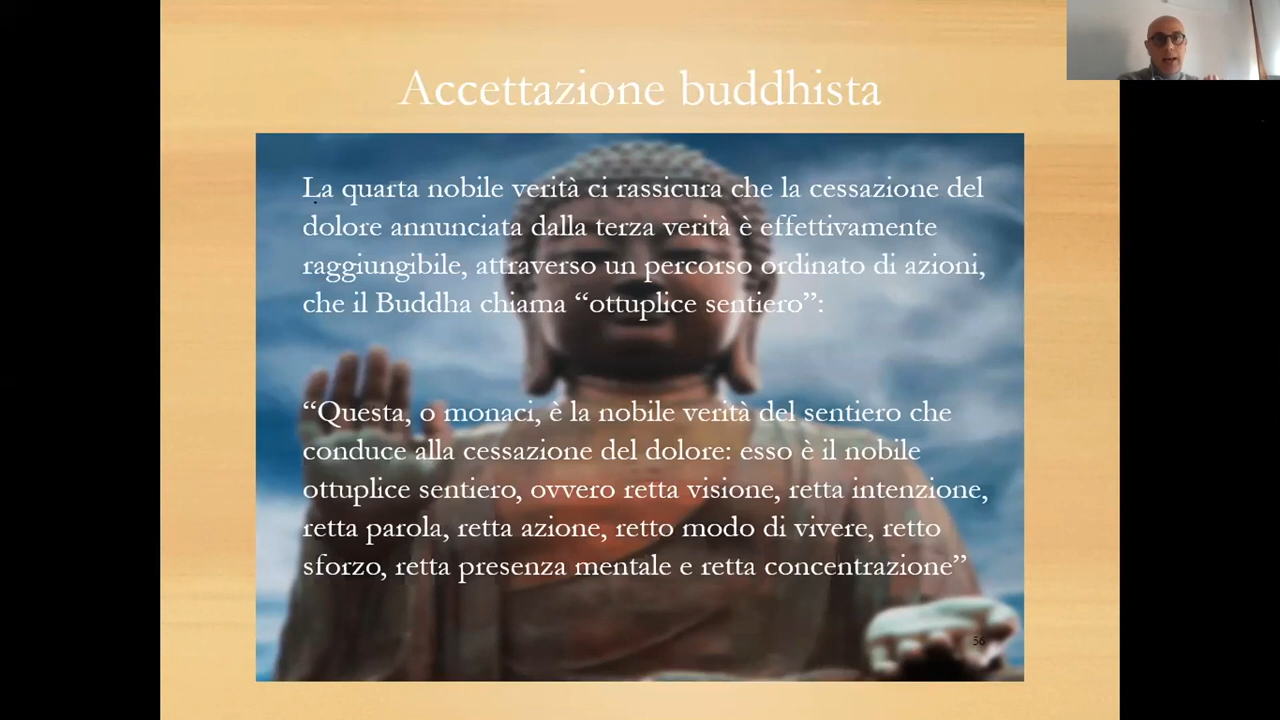 Accettazione buddhista
La quarta nobile verità ci rassicura che la cessazione del
dolore annunciata dalla terza verità è effettivamente
raggiungibile, attraverso un percorso ordinato di azioni,
che il Buddha chiama “ottuplice sentiero”:
“Questa, o monaci, è la nobile verità del sentiero che
conduce alla cessazione del dolore: esso è il nobile
ottuplice sentiero, ovvero retta visione, retta intenzione,
retta parola, retta azione, retto modo di vivere, retto
sforzo, retta presenza mentale e retta concentrazione”
56